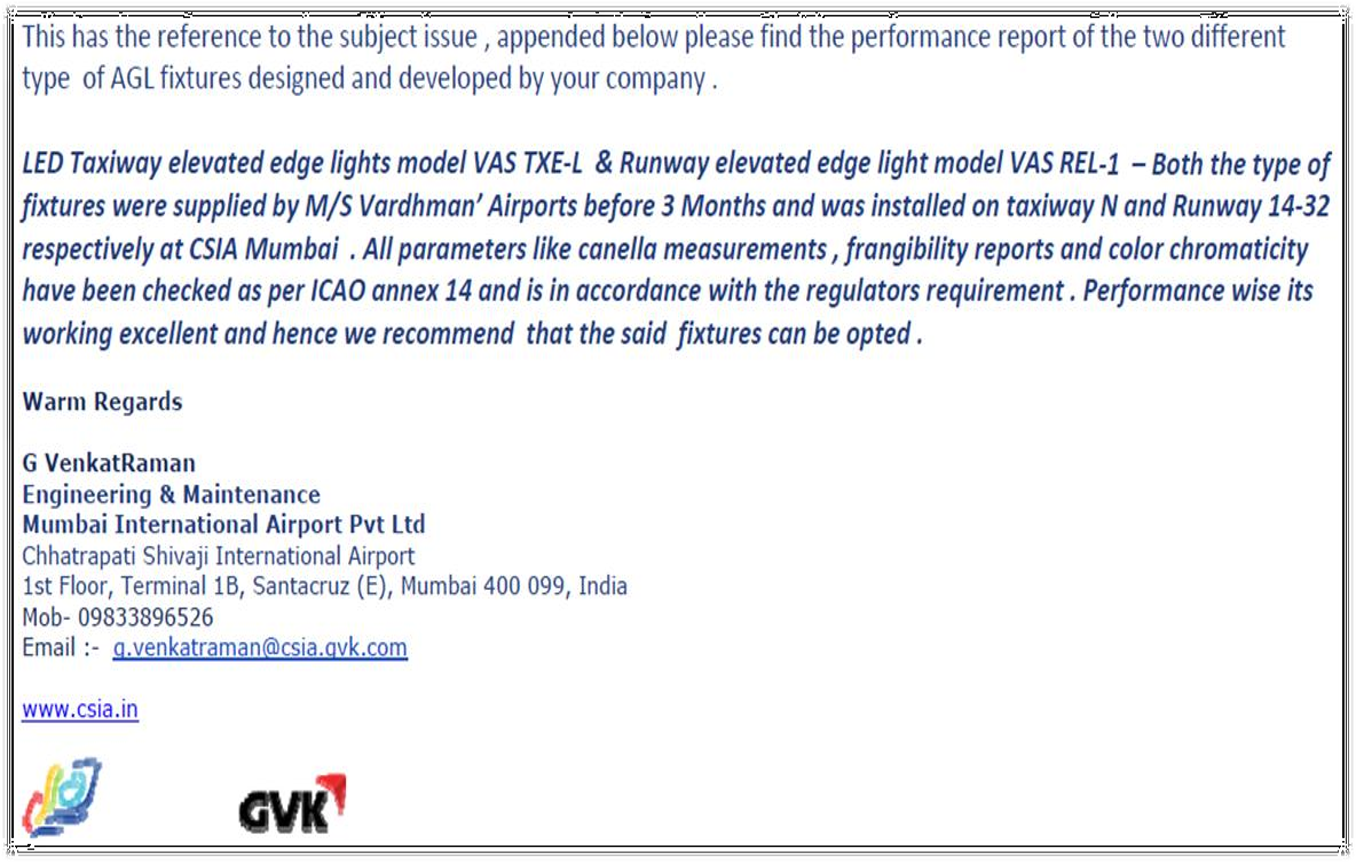 This has the reference to the subject issue , appended below please find the performance report of the two different
type of AGL fixtures designed and developed by your company .
LED Taxiway elevated edge lights model VAS TXE-L & Runway elevated edge light model VAS REL-1 – Both the type of
fixtures were supplied by M/S Vardhman’ Airports before 3 Months and was installed on taxiway N and Runway 14-32
respectively at CSIA Mumbai . All parameters like canella measurements , frangibility reports and color chromaticity
have been checked as per ICAO annex 14 and is in accordance with the regulators requirement . Performance wise its
working excellent and hence we recommend that the said fixtures can be opted .
Warm Regards
G VenkatRaman
Engineering & Maintenance
Mumbai International Airport Pvt Ltd
Chhatrapati Shivaji International Airport
1st Floor, Terminal 1B, Santacruz (E), Mumbai 400 099, India
Mob- 09833896526
Email :- g.venkatraman@csia.gvk.com
www.csia.in
GVK